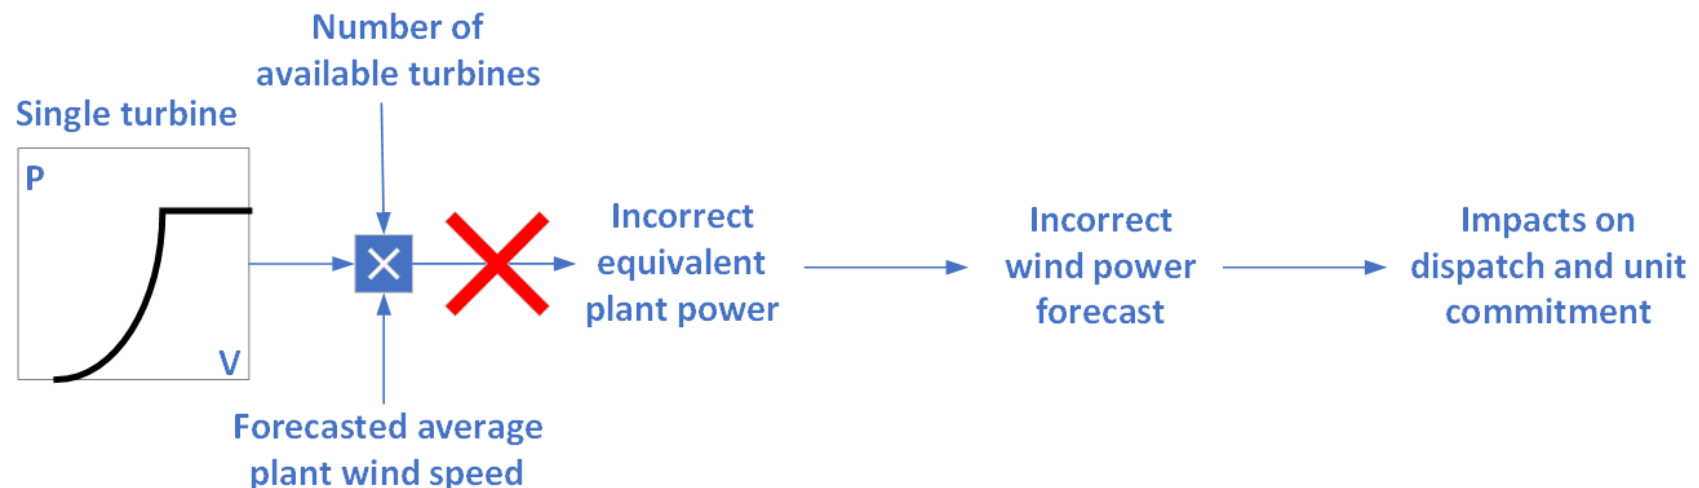 Number of
available turbines
Single turbine
P
V
Forecasted average
plant wind speed
Incorrect
equivalent
plant power
Incorrect
wind power
forecast
Impacts on
dispatch and unit
commitment